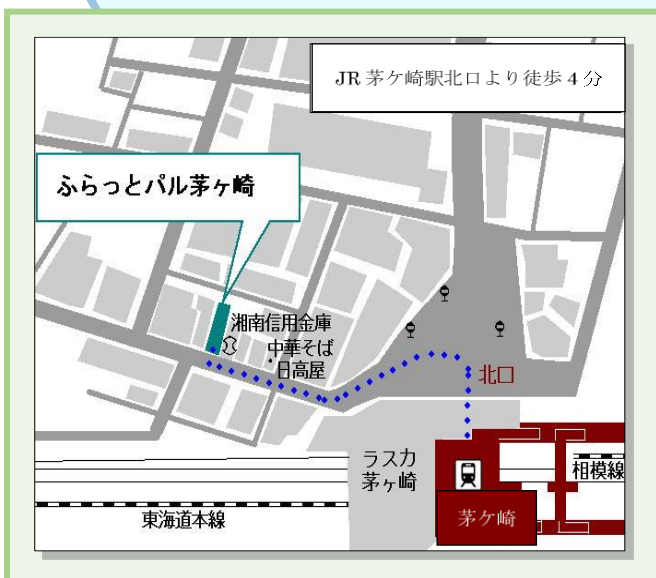 JR 茅ケ崎駅北口より徒歩 4 分
ふらっとパル茅ヶ崎
湘南信用金庫
中華そば
日高屋
北口
ラスカ
茅ヶ崎
相模線
茅ケ崎
東海道本線